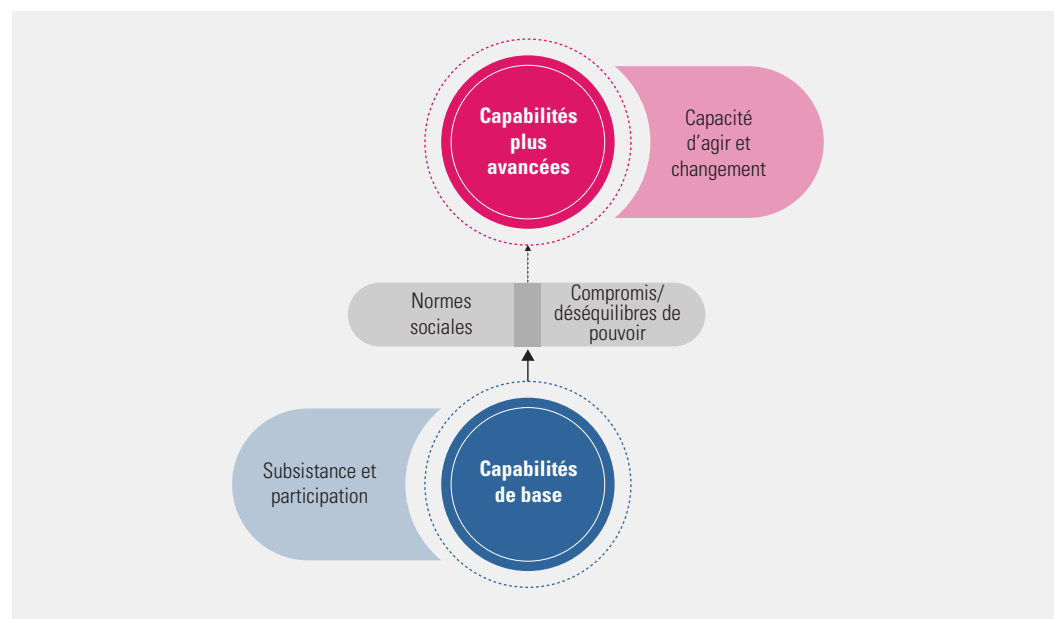 Capabilités
plus
avancées
Capacité
d'agir et
changement
Normes
sociales
Compromis/
déséquilibres de
pouvoir
Subsistance et
participation
Capabilités
de base